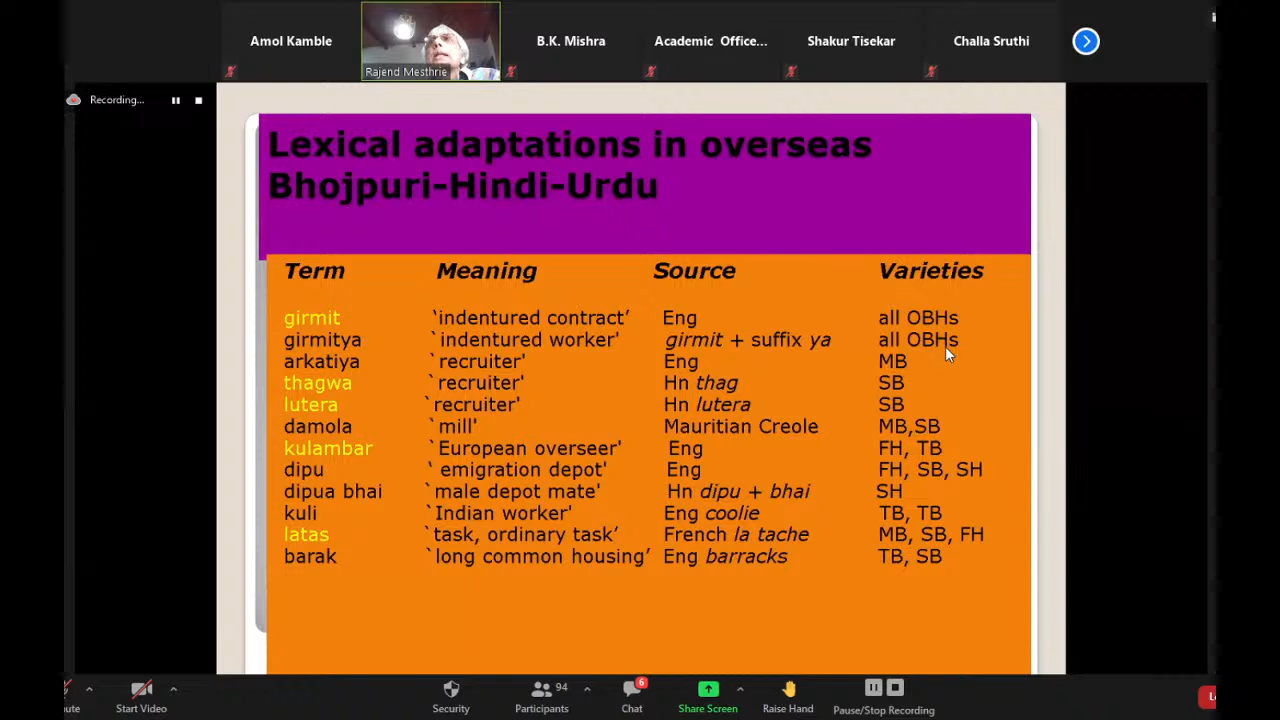 Amol Kamble
Rajend Mesthrie
B.K. Mishra
Academic Office...
Shakur Tisekar
Challa Sruthi
Recording...
Lexical adaptations in overseas
Bhojpuri-Hindi-Urdu
Term Meaning Source Varieties
girmit `indentured contract’ Eng all OBHs
girmitya `indentured worker' girmit + suffix ya all OBHs
arkatiya `recruiter' Eng MB
thagwa `recruiter' Hn thag SB
lutera `recruiter' Hn lutera SB
damola `mill' Mauritian Creole MB,SB
kulambar `European overseer' Eng FH, TB
dipu ` emigration depot' Eng FH, SB, SH
dipua bhai `male depot mate' Hn dipu + bhai SH
kuli `Indian worker' Eng coolie TB, TB
latas `task, ordinary task’ French la tache MB, SB, FH
barak `long common housing’ Eng barracks TB, SB
ute Start Video Security Participants 94 Chat 6 Share Screen Raise Hand Pause/Stop Recording